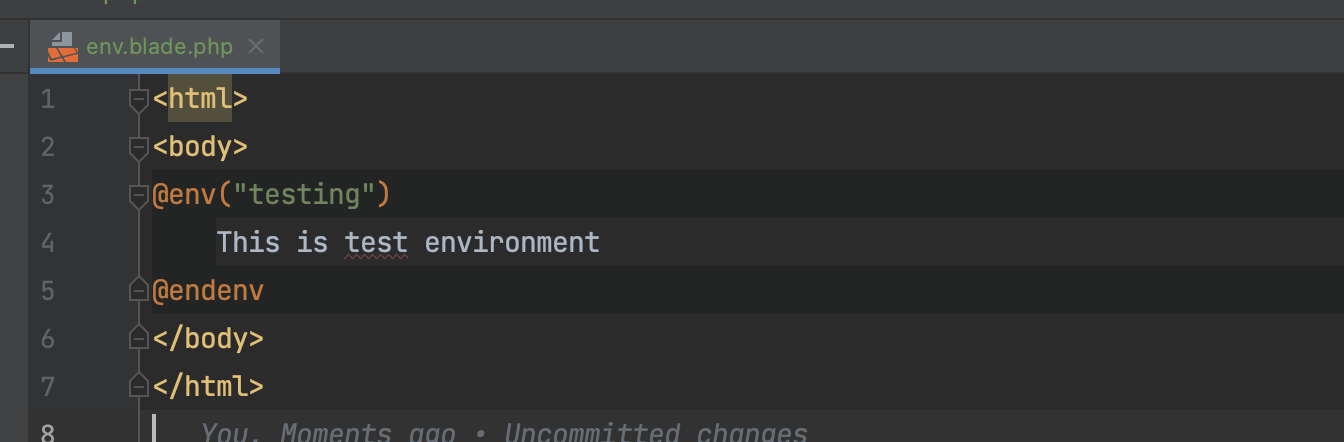 env.blade.php
1 <html>
2 <body>
3 @env("testing")
4     This is test environment
5 @endenv
6 </body>
7 </html>
8    You, Moments ago • Uncommitted changes